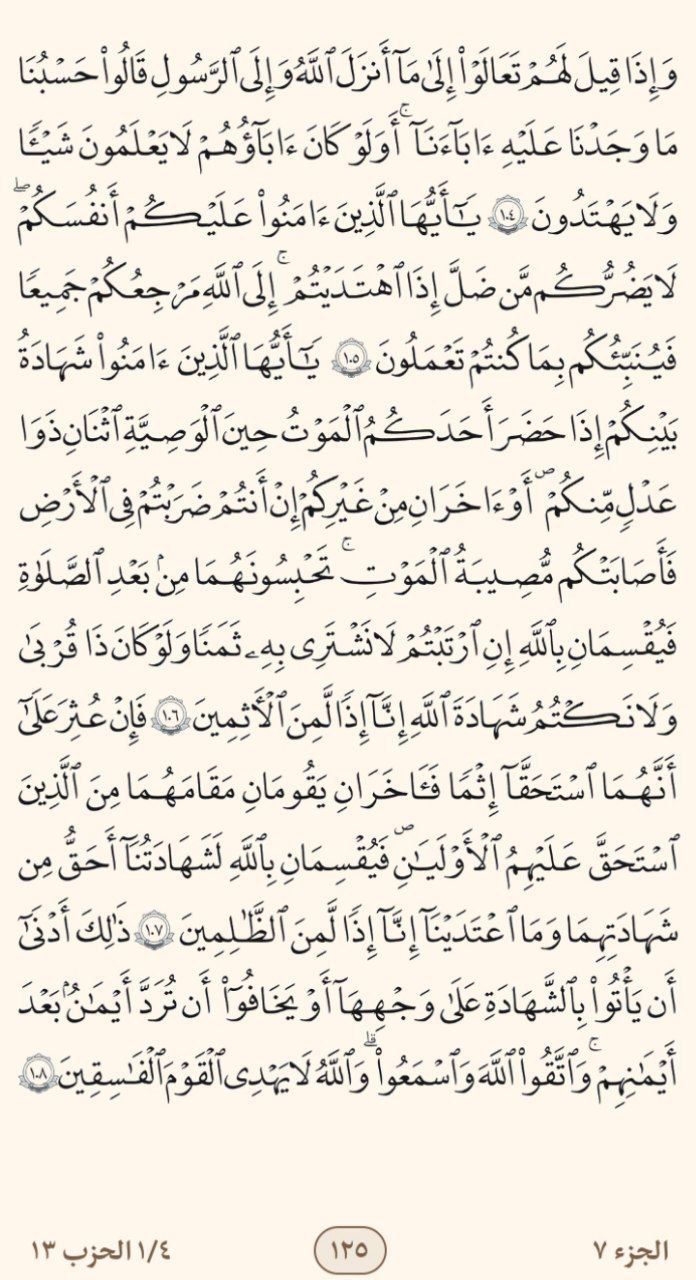 وَإِذَا قِيلَ لَهُمۡ تَعَالَوۡاْ إِلَىٰ مَآ أَنزَلَ ٱللَّهُ وَإِلَى ٱلرَّسُولِ قَالُواْ حَسۡبُنَا
مَا وَجَدۡنَا عَلَيۡهِ ءَابَآءَنَآۚ أَوَلَوۡ كَانَ ءَابَآؤُهُمۡ لَا يَعۡلَمُونَ شَيۡـٔٗا
وَلَا يَهۡتَدُونَ ١٠٤ يَـٰٓأَيُّهَا ٱلَّذِينَ ءَامَنُواْ عَلَيۡكُمۡ أَنفُسَكُمۡۖ
لَا يَضُرُّكُم مَّن ضَلَّ إِذَا ٱهۡتَدَيۡتُمۡۚ إِلَى ٱللَّهِ مَرۡجِعُكُمۡ جَمِيعٗا
فَيُنَبِّئُكُم بِمَا كُنتُمۡ تَعۡمَلُونَ ١٠٥ يَـٰٓأَيُّهَا ٱلَّذِينَ ءَامَنُواْ شَهَٰدَةُ
بَيۡنِكُمۡ إِذَا حَضَرَ أَحَدَكُمُ ٱلۡمَوۡتُ حِينَ ٱلۡوَصِيَّةِ ٱثۡنَانِ ذَوَا
عَدۡلٖ مِّنكُمۡ أَوۡ ءَاخَرَانِ مِنۡ غَيۡرِكُمۡ إِنۡ أَنتُمۡ ضَرَبۡتُمۡ فِي ٱلۡأَرۡضِ
فَأَصَٰبَتۡكُم مُّصِيبَةُ ٱلۡمَوۡتِۚ تَحۡبِسُونَهُمَا مِنۢ بَعۡدِ ٱلصَّلَوٰةِ
فَيُقۡسِمَانِ بِٱللَّهِ إِنِ ٱرۡتَبۡتُمۡ لَا نَشۡتَرِي بِهِۦ ثَمَنٗا وَلَوۡ كَانَ ذَا قُرۡبَىٰ
وَلَا نَكۡتُمُ شَهَٰدَةَ ٱللَّهِ إِنَّآ إِذٗا لَّمِنَ ٱلۡأٓثِمِينَ ١٠٦ فَإِنۡ عُثِرَ عَلَىٰٓ
أَنَّهُمَا ٱسۡتَحَقَّآ إِثۡمٗا فَـَٔاخَرَانِ يَقُومَانِ مَقَامَهُمَا مِنَ ٱلَّذِينَ
ٱسۡتَحَقَّ عَلَيۡهِمُ ٱلۡأَوۡلَيَٰنِ فَيُقۡسِمَانِ بِٱللَّهِ لَشَهَٰدَتُنَآ أَحَقُّ مِن
شَهَٰدَتِهِمَا وَمَا ٱعۡتَدَيۡنَآ إِنَّآ إِذٗا لَّمِنَ ٱلظَّـٰلِمِينَ ١٠٧ ذَٰلِكَ أَدۡنَىٰٓ
أَن يَأۡتُواْ بِٱلشَّهَٰدَةِ عَلَىٰ وَجۡهِهَآ أَوۡ يَخَافُوٓاْ أَن تُرَدَّ أَيۡمَٰنُۢ بَعۡدَ
أَيۡمَٰنِهِمۡۚ وَٱتَّقُواْ ٱللَّهَ وَٱسۡمَعُواْۗ وَٱللَّهُ لَا يَهۡدِي ٱلۡقَوۡمَ ٱلۡفَٰسِقِينَ ١٠٨
الجزء ٧
١٢٥
١/٤ الحزب ١٣